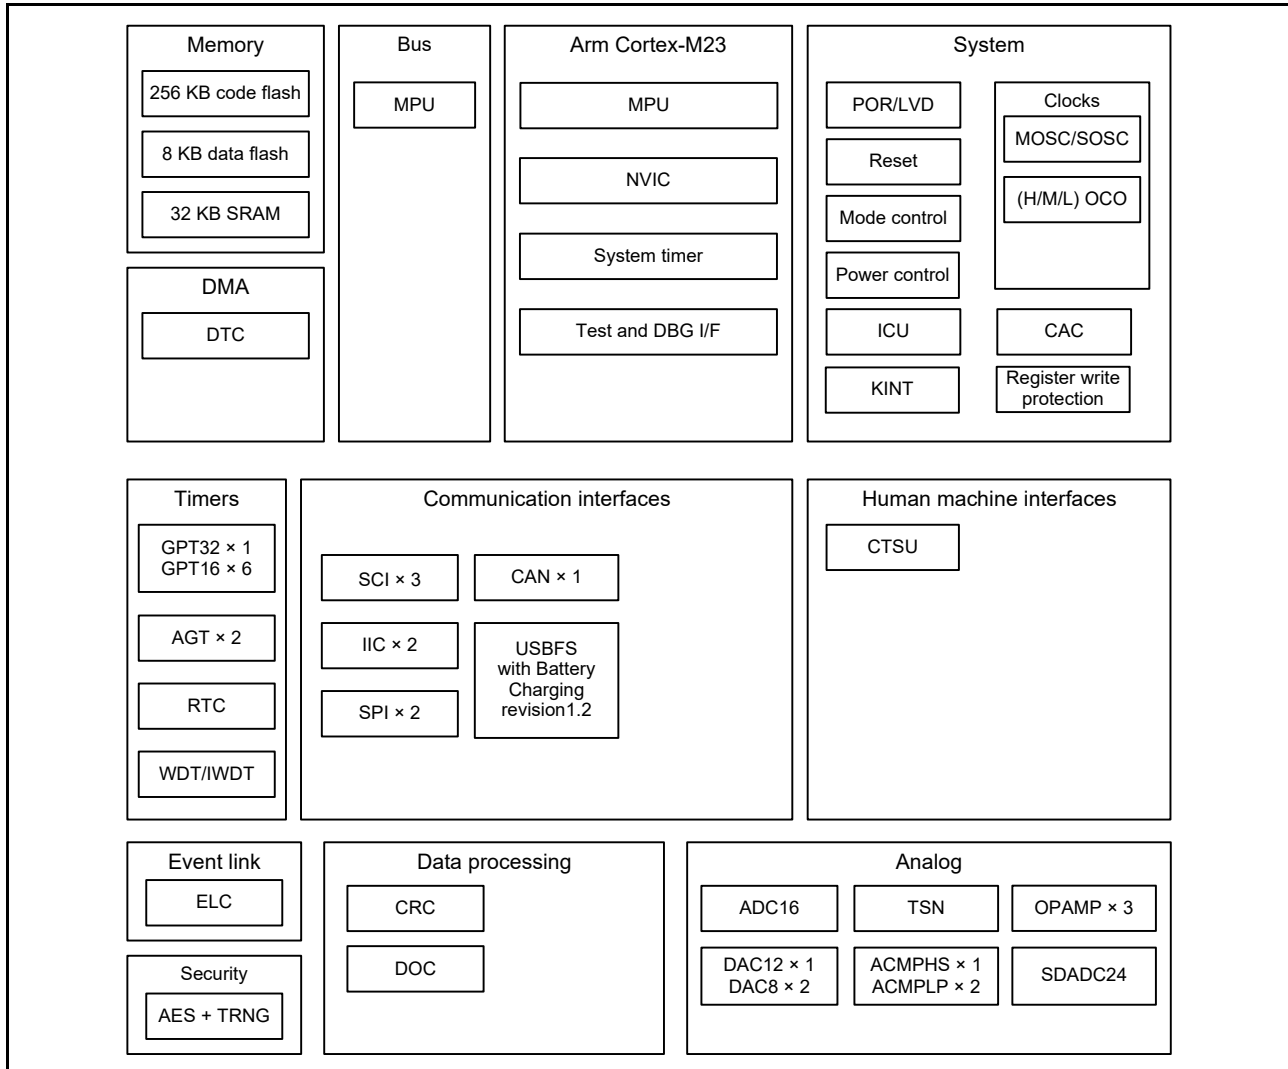 Memory
256 KB code flash
8 KB data flash
32 KB SRAM
DMA
DTC
Bus
MPU
Arm Cortex-M23
MPU
NVIC
System timer
Test and DBG I/F
System
POR/LVD
Reset
Mode control
Power control
ICU
KINT
Clocks
MOSC/SOSC
(H/M/L) OCO
CAC
Register write
protection
Timers
GPT32 × 1
GPT16 × 6
AGT × 2
RTC
WDT/IWDT
Communication interfaces
SCI × 3
IIC × 2
SPI × 2
CAN × 1
USBFS
with Battery
Charging
revision1.2
Human machine interfaces
CTSU
Event link
ELC
Security
AES + TRNG
Data processing
CRC
DOC
Analog
ADC16
TSN
OPAMP × 3
DAC12 × 1
DAC8 × 2
ACMPHS × 1
ACMPLP × 2
SDADC24